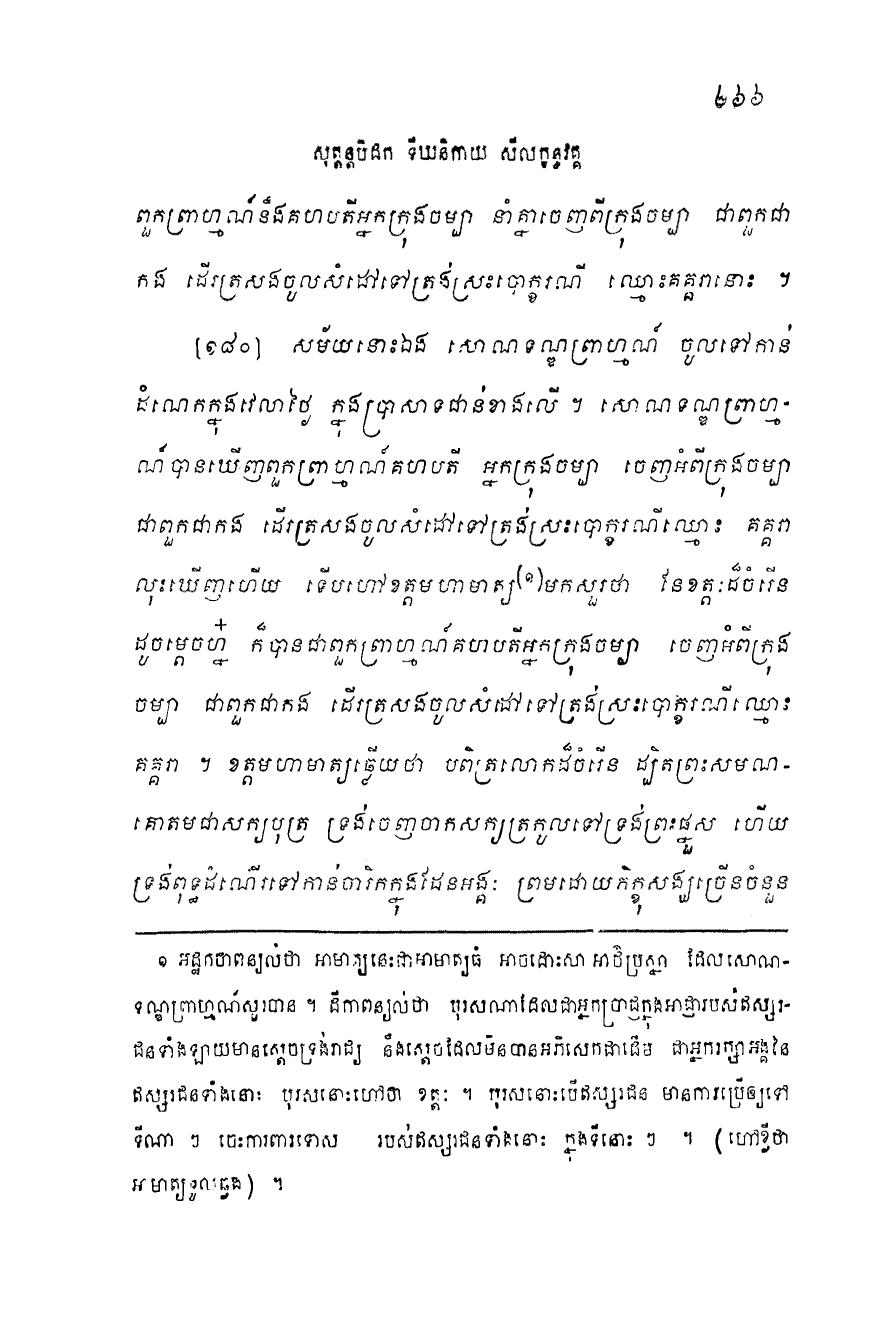 ២៦៦
សុត្តន្តបិដក ទីឃនិកាយ សីលក្ខន្ធវគ្គ
ពួកព្រាហ្មណ៍នឹងគហបតីអ្នកក្រុងចម្បា នាំគ្នាចេញពីក្រុងចម្បា ជាពួកជា
កង ដើរត្រសងចូលសំដៅទៅត្រង់ស្រះបោក្ខរណី ឈ្មោះគគ្គរានោះ ។
[១៨០] សម័យនោះឯង សោណទណ្ឌព្រាហ្មណ៍ ចូលទៅកាន់
ដំណេកក្នុងវេលាថ្ងៃ ក្នុងប្រាសាទជាន់ខាងលើ ។ សោណទណ្ឌព្រាហ្ម-
ណ៍បានឃើញពួកព្រាហ្មណ៍គហបតី អ្នកក្រុងចម្បា ចេញអំពីក្រុងចម្បា
ជាពួកជាកង ដើរត្រសងចូលសំដៅទៅត្រង់ស្រះបោក្ខរណីឈ្មោះ គគ្គរា
លុះឃើញហើយ ទើបហៅខត្តមហាមាត្យ(១)មកសួរថា នែខត្តៈដ៏ចំរើន
ដូចម្តេចហ្ន៎ ក៏បានជាពួកព្រាហ្មណ៍គហបតីអ្នកក្រុងចម្បា ចេញអំពីក្រុង
ចម្បា ជាពួកជាកង ដើរត្រសងចូលសំដៅទៅត្រង់ស្រះបោក្ខរណីឈ្មោះ
គគ្គរា ។ ខត្តមហាមាត្យឆ្លើយថា បពិត្រលោកដ៏ចំរើន ដ្បិតព្រះសមណ-
គោតមជាសក្យបុត្រ ទ្រង់ចេញចាកសក្យត្រកូលទៅទ្រង់ព្រះផ្នួស ហើយ
ទ្រង់ពុទ្ធដំណើរទៅកាន់ចារិកក្នុងដែនអង្គៈ ព្រមដោយភិក្ខុសង្ឃច្រើនចំនួន
១ អដ្ឋកថាពន្យល់ថា អាមាត្យនេះជាអាមាត្យធំ អាចដោះសា អាថ៌ប្រស្នា ដែលសោណ-
ទណ្ឌព្រាហ្មណ៍សួរបាន ។ ដីកាពន្យល់ថា បុរសណាដែលជាអ្នកប្រាជ្ញក្នុងអាជ្ញារបស់ឥស្សរ-
ជនទាំងឡាយមានស្តេចទ្រង់រាជ្យ នឹងស្តេចដែលមិនបានអភិសេកជាដើម ជាអ្នករក្សាអង្គនៃ
ឥស្សរជនទាំងនោះ បុរសនោះហៅថា ខត្តៈ ។ បុរសនោះបើឥស្សរជន មានការប្រើឲ្យទៅ
ទីណា ៗ ចេះការពារទោស របស់ឥស្សរជនទាំងនោះ ក្នុងទីនោះ ៗ ។ (ហៅខ្លីថា
អាមាត្យទូលឆ្លង) ។